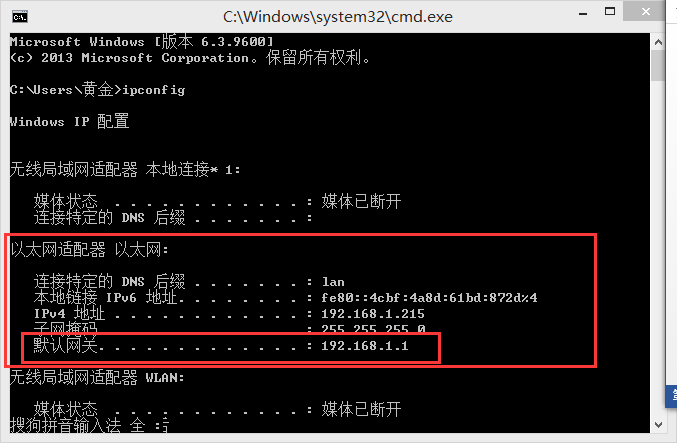 C:\Windows\system32\cmd.exe
Microsoft Windows [版本 6.3.9600]
(c) 2013 Microsoft Corporation。保留所有权利。
C:\Users\黄金>ipconfig
Windows IP 配置
无线局域网适配器 本地连接* 1:
媒体状态 . . . . . . . . . . . . : 媒体已断开
连接特定的 DNS 后缀 . . . . . . . :
以太网适配器 以太网:
连接特定的 DNS 后缀 . . . . . . . : lan
本地链接 IPv6 地址. . . . . . . . : fe80::4cbf:4a8d:61bd:872d%4
IPv4 地址 . . . . . . . . . . . . : 192.168.1.215
子网掩码 . . . . . . . . . . . . : 255.255.255.0
默认网关. . . . . . . . . . . . . : 192.168.1.1
无线局域网适配器 WLAN:
媒体状态 . . . . . . . . . . . . : 媒体已断开
搜狗拼音输入法 全 :